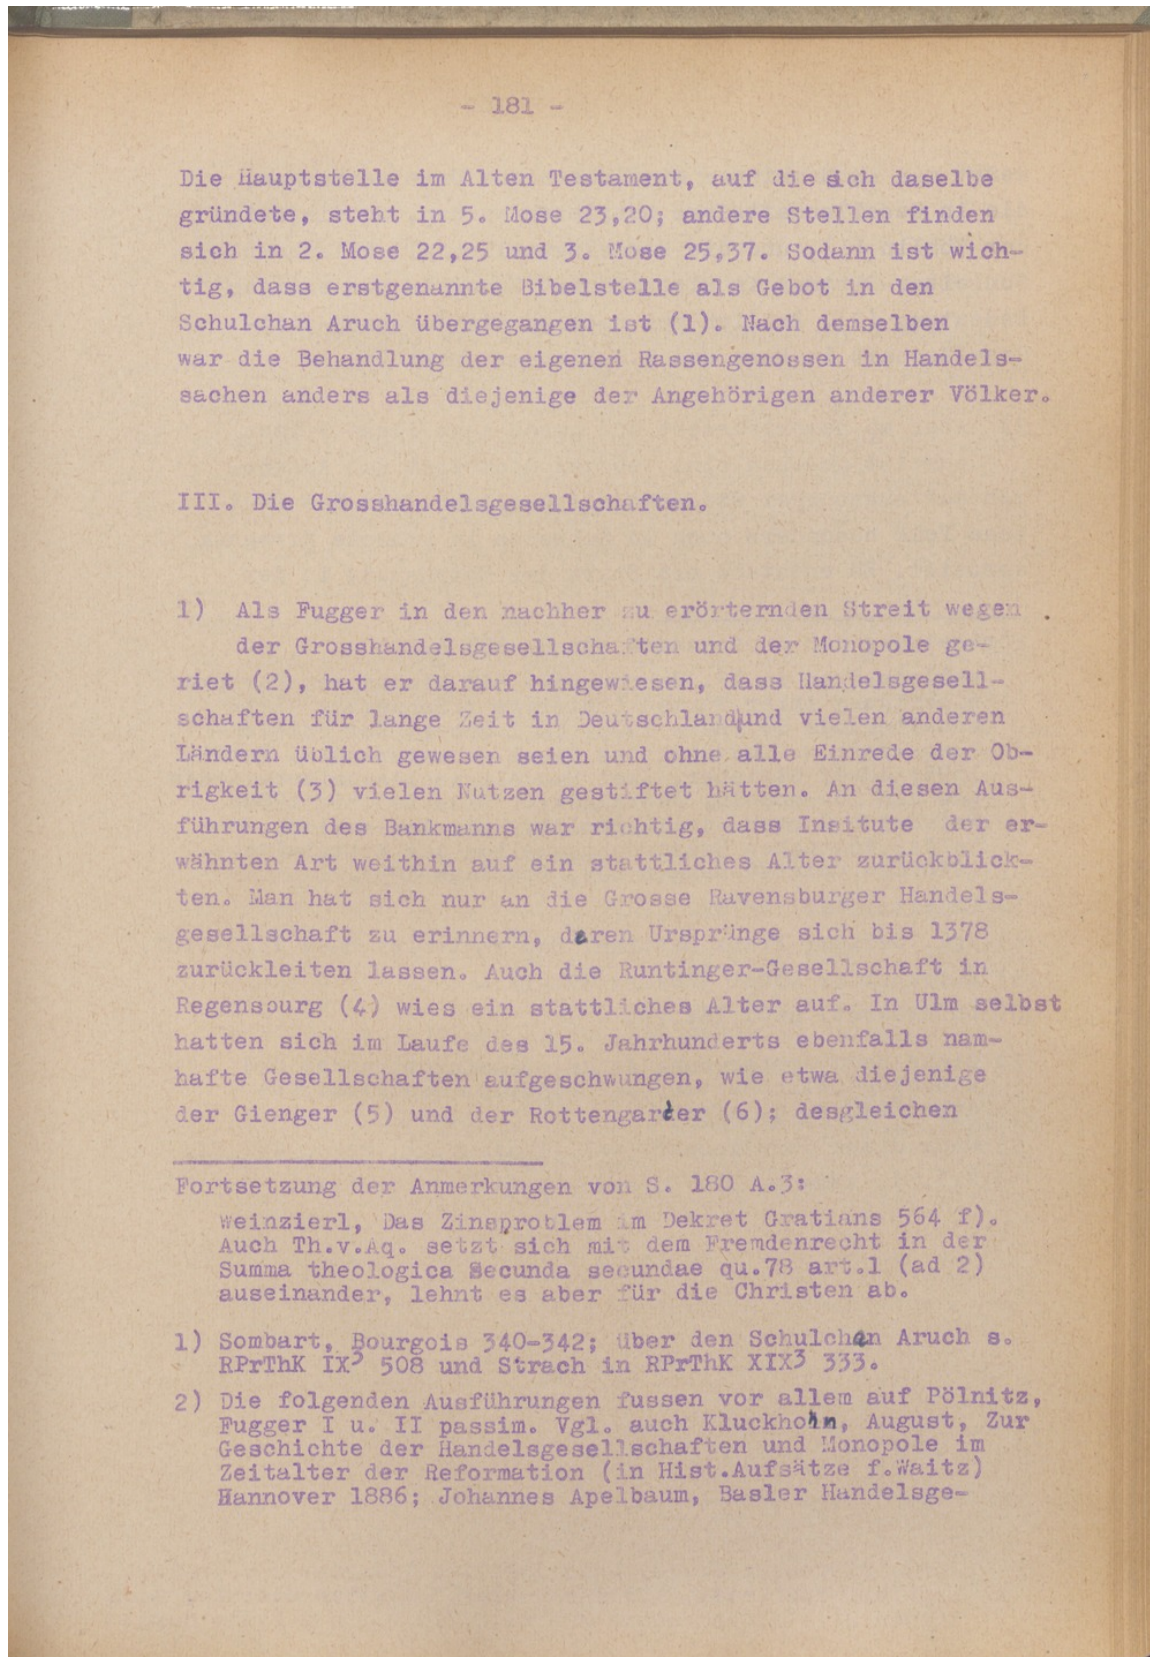 - 181 -
Die Hauptstelle im Alten Testament, auf die sich daselbe
gründete, steht in 5. Mose 23,20; andere Stellen finden
sich in 2. Mose 22,25 und 3. Mose 25,37. Sodann ist wich-
tig, dass erstgenannte Bibelstelle als Gebot in den
Schulchan Aruch übergegangen ist (1). Nach demselben
war die Behandlung der eigenen Rassengenossen in Handels-
sachen anders als diejenige der Angehörigen anderer Völker.
III. Die Grosshandelsgesellschaften.
1) Als Fugger in den nachher zu erörternden Streit wegen
der Grosshandelsgesellschaften und der Monopole ge-
riet (2), hat er darauf hingewiesen, dass Handelsgesell-
schaften für lange Zeit in Deutschland und vielen anderen
Ländern üblich gewesen seien und ohne alle Einrede der Ob-
rigkeit (3) vielen Nutzen gestiftet hätten. An diesen Aus-
führungen des Bankmanns war richtig, dass Insitute der er-
wähnten Art weithin auf ein stattliches Alter zurückblick-
ten. Man hat sich nur an die Grosse Ravensburger Handels-
gesellschaft zu erinnern, deren Ursprünge sich bis 1378
zurückleiten lassen. Auch die Runtinger-Gesellschaft in
Regensburg (4) wies ein stattliches Alter auf. In Ulm selbst
hatten sich im Laufe des 15. Jahrhunderts ebenfalls nam-
hafte Gesellschaften aufgeschwungen, wie etwa diejenige
der Gienger (5) und der Rottengatter (6); desgleichen
Fortsetzung der Anmerkungen von S. 180 A.3:
Weinzierl, Das Zinsproblem im Dekret Gratians 564 f).
Auch Th.v.Aq. setzt sich mit dem Fremdenrecht in der
Summa theologica Secunda secundae qu.78 art.1 (ad 2)
auseinander, lehnt es aber für die Christen ab.
1) Sombart, Bourgois 340-342; über den Schulchan Aruch s.
RPrThK IX³ 508 und Strach in RPrThK XIX³ 333.
2) Die folgenden Ausführungen fussen vor allem auf Pölnitz,
Fugger I u. II passim. Vgl. auch Kluckhohn, August, Zur
Geschichte der Handelsgesellschaften und Monopole im
Zeitalter der Reformation (in Hist.Aufsätze f.Waitz)
Hannover 1886; Johannes Apelbaum, Basler Handelsge-